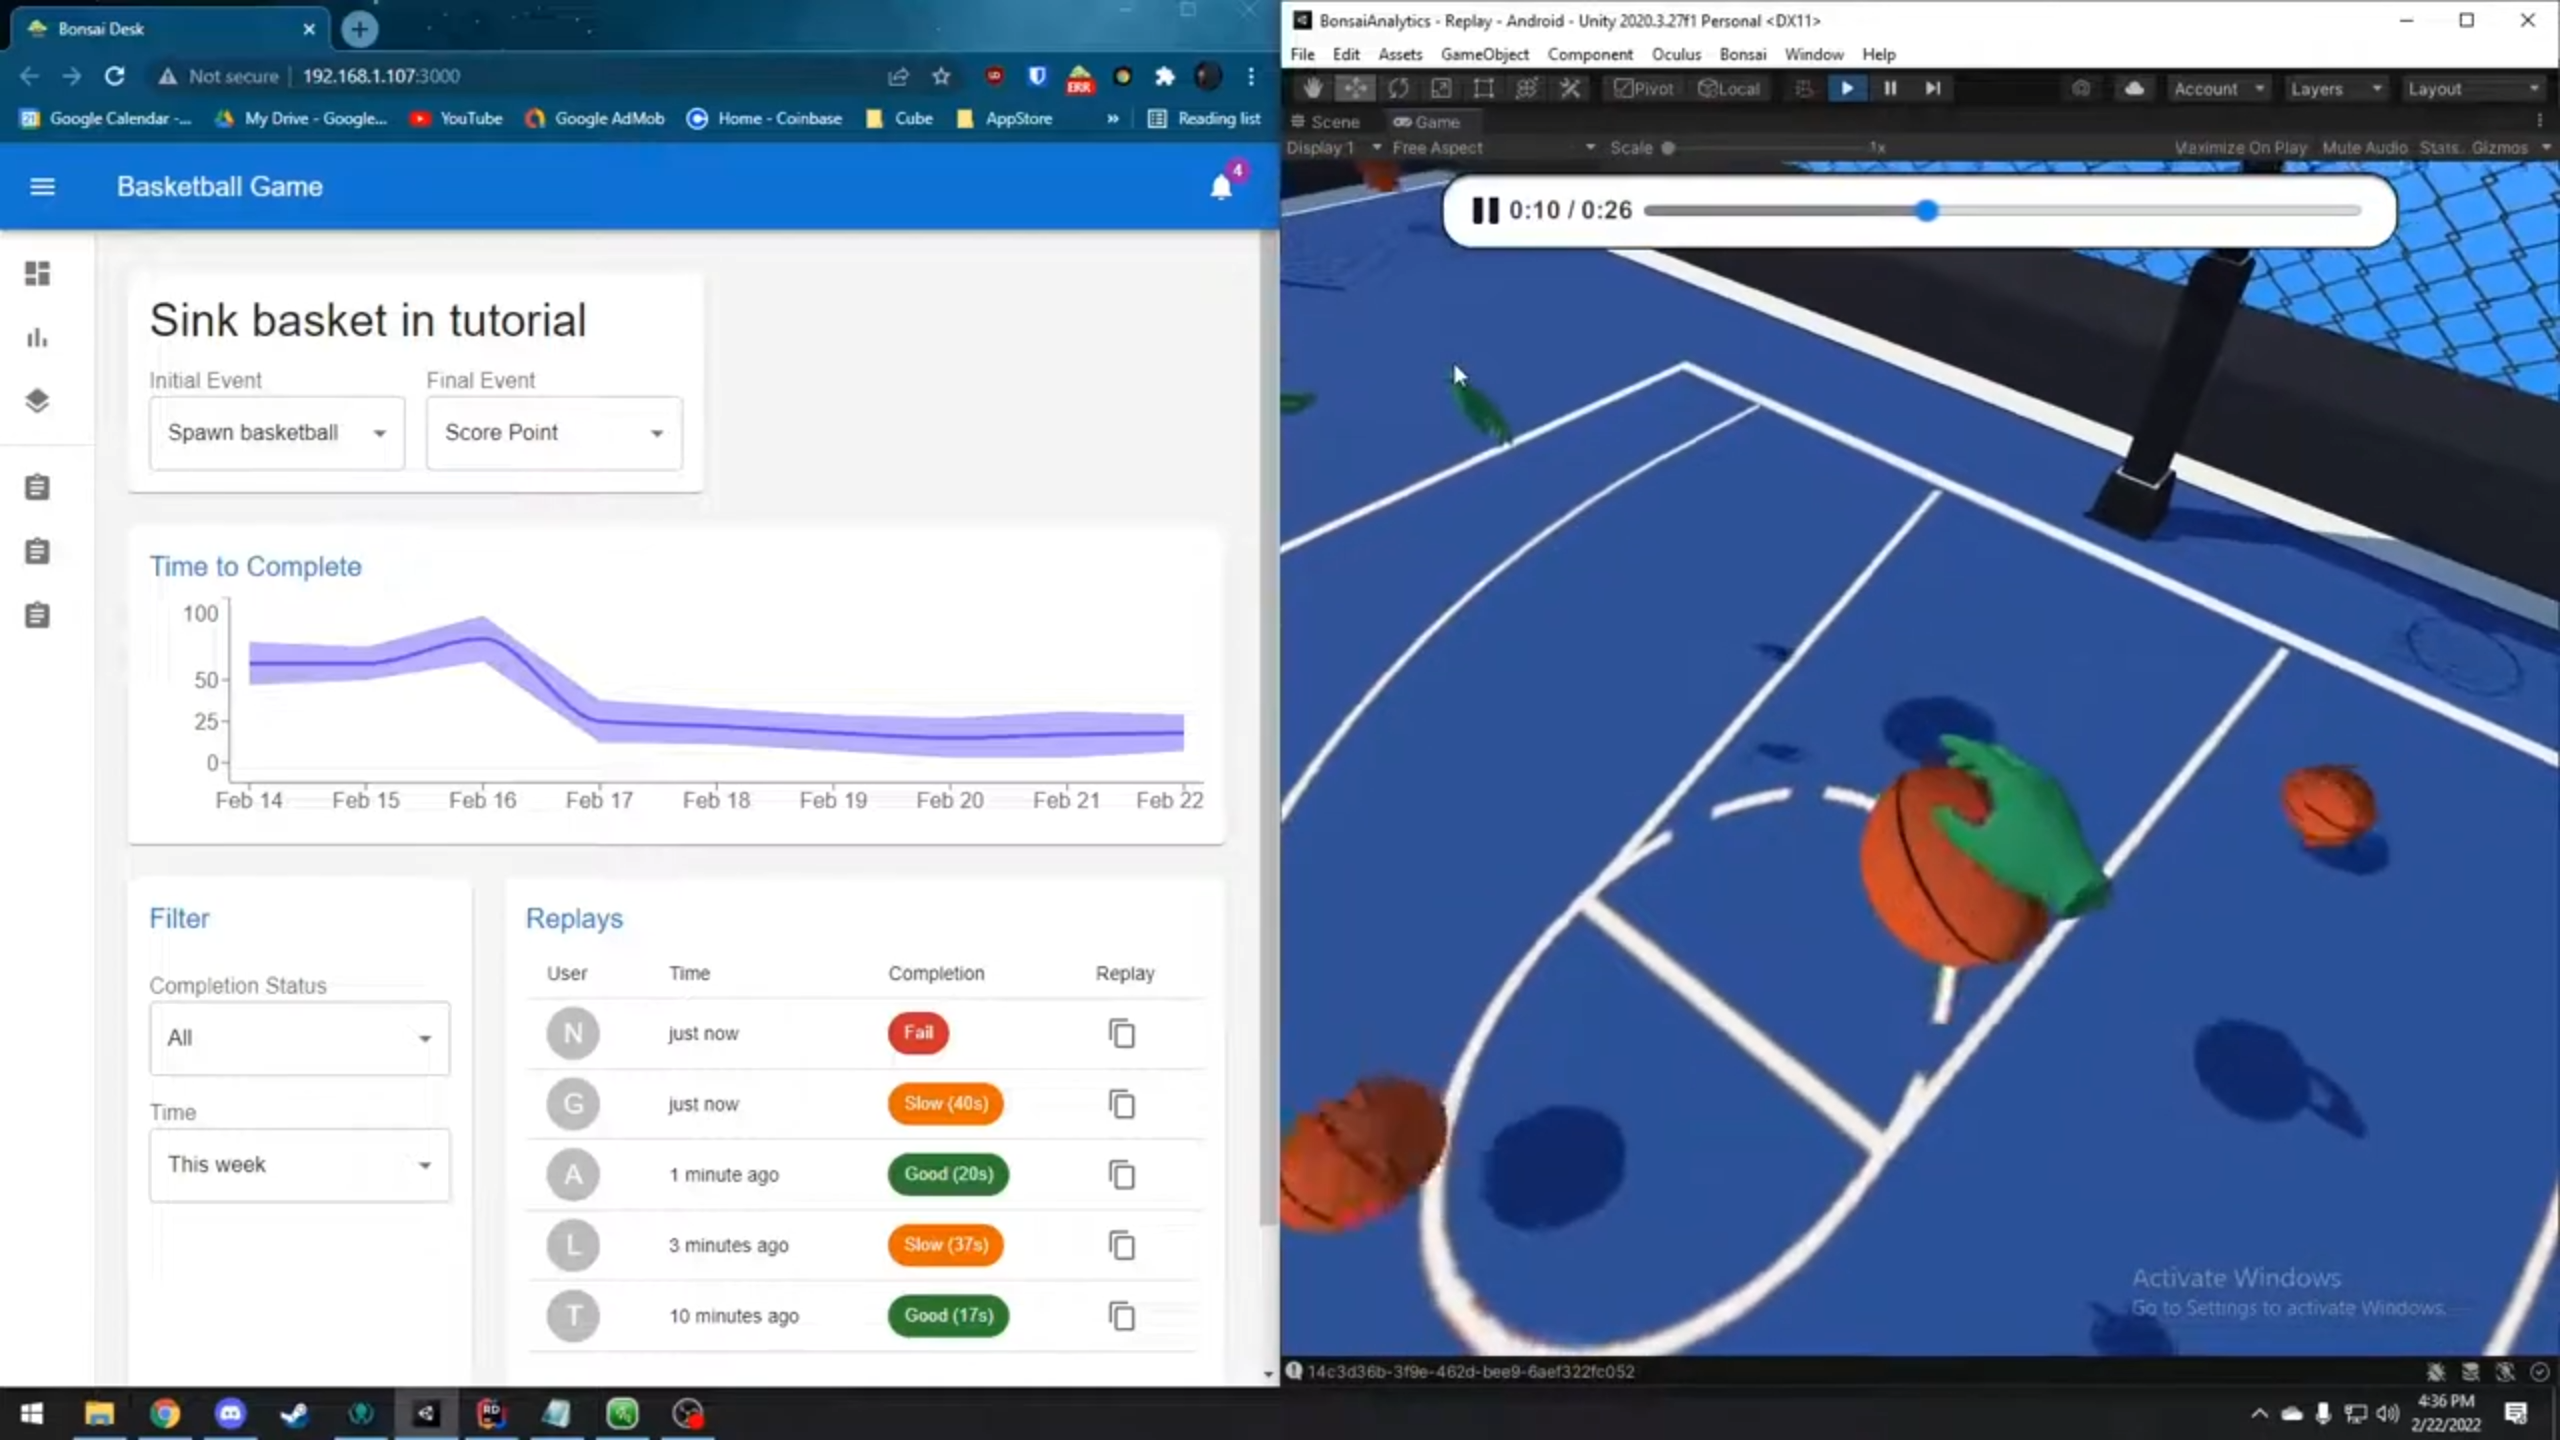 Bonsai Desk
Not secure
192.168.1.107:3000
ERR
Google Calendar -...
My Drive - Google...
YouTube
Google AdMob
Home - Coinbase
Cube
AppStore
»
Reading list
Basketball Game
4
Sink basket in tutorial
Initial Event
Final Event
Spawn basketball
Score Point
Time to Complete
100
50
25
0
Feb 14
Feb 15
Feb 16
Feb 17
Feb 18
Feb 19
Feb 20
Feb 21
Feb 22
Filter
Completion Status
All
Time
This week
Replays
User Time Completion Replay
N just now Fail
G just now Slow (40s)
A 1 minute ago Good (20s)
L 3 minutes ago Slow (37s)
T 10 minutes ago Good (17s)
BonsaiAnalytics - Replay - Android - Unity 2020.3.27f1 Personal <DX11>
File Edit Assets GameObject Component Oculus Bonsai Window Help
Pivot Local Account Layers Layout
Scene Game
Display 1 Free Aspect Scale 1x Maximize On Play Mute Audio Stats Gizmos
0:10 / 0:26
Activate Windows
Go to Settings to activate Windows.
14c3d36b-3f9e-462d-bee9-6aef322fc052
RD
4:36 PM
2/22/2022